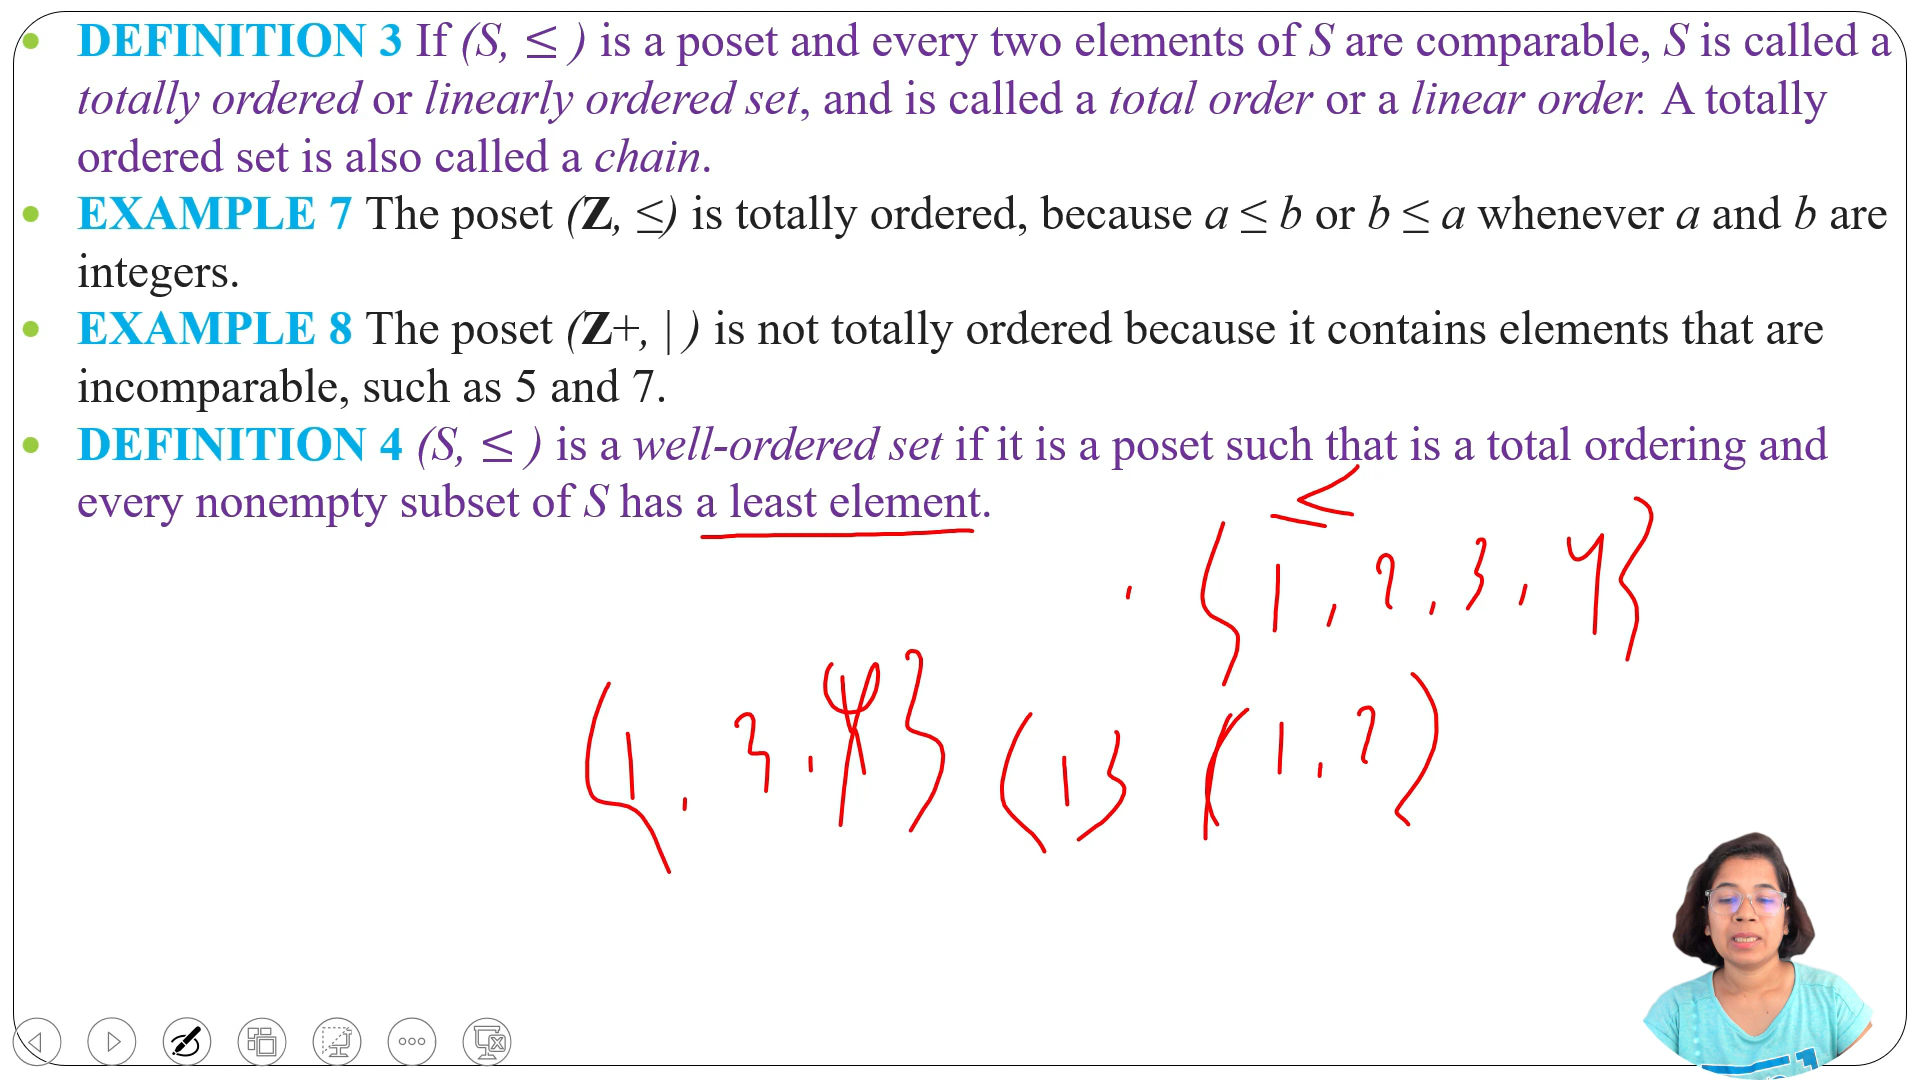 DEFINITION 3 If (S, ≤ ) is a poset and every two elements of S are comparable, S is called a
totally ordered or linearly ordered set, and is called a total order or a linear order. A totally
ordered set is also called a chain.
EXAMPLE 7 The poset (Z, ≤) is totally ordered, because a ≤ b or b ≤ a whenever a and b are
integers.
EXAMPLE 8 The poset (Z+, | ) is not totally ordered because it contains elements that are
incomparable, such as 5 and 7.
DEFINITION 4 (S, ≤ ) is a well-ordered set if it is a poset such that is a total ordering and
every nonempty subset of S has a least element.
≤
{1, 2, 3, 4}
{1, 3, 4} {1} {1, 2}